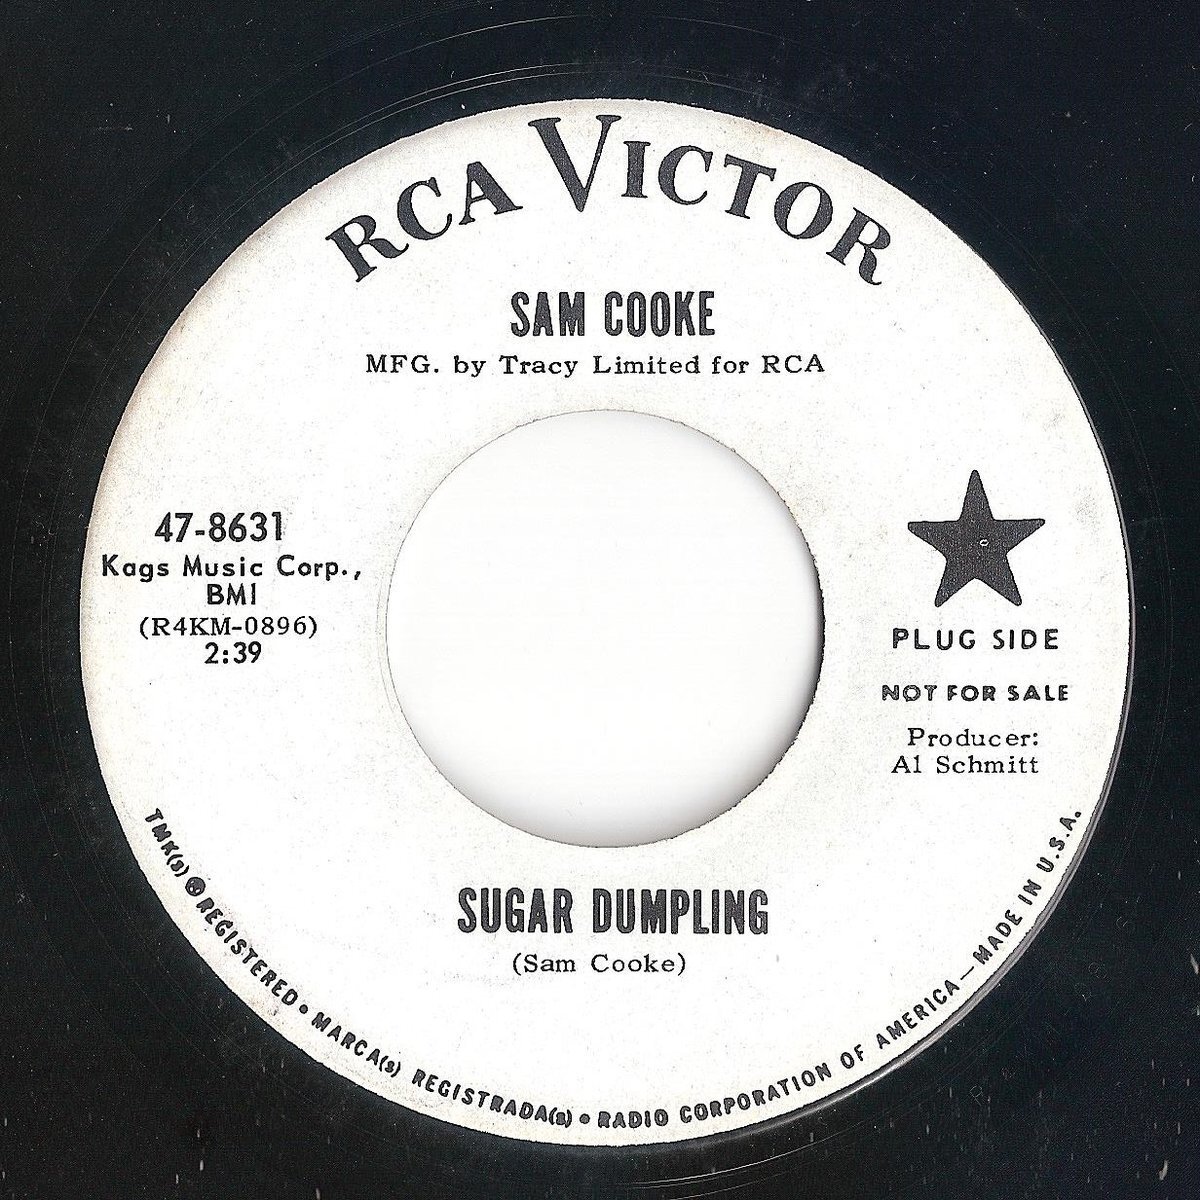 RCA VICTOR
SAM COOKE
MFG. by Tracy Limited for RCA
47-8631
Kags Music Corp.,
BMI
(R4KM-0896)
2:39
PLUG SIDE
NOT FOR SALE
Producer:
Al Schmitt
SUGAR DUMPLING
(Sam Cooke)
TMK(s) ® REGISTERED • MARCA(s) REGISTRADA(s) • RADIO CORPORATION OF AMERICA — MADE IN U.S.A.